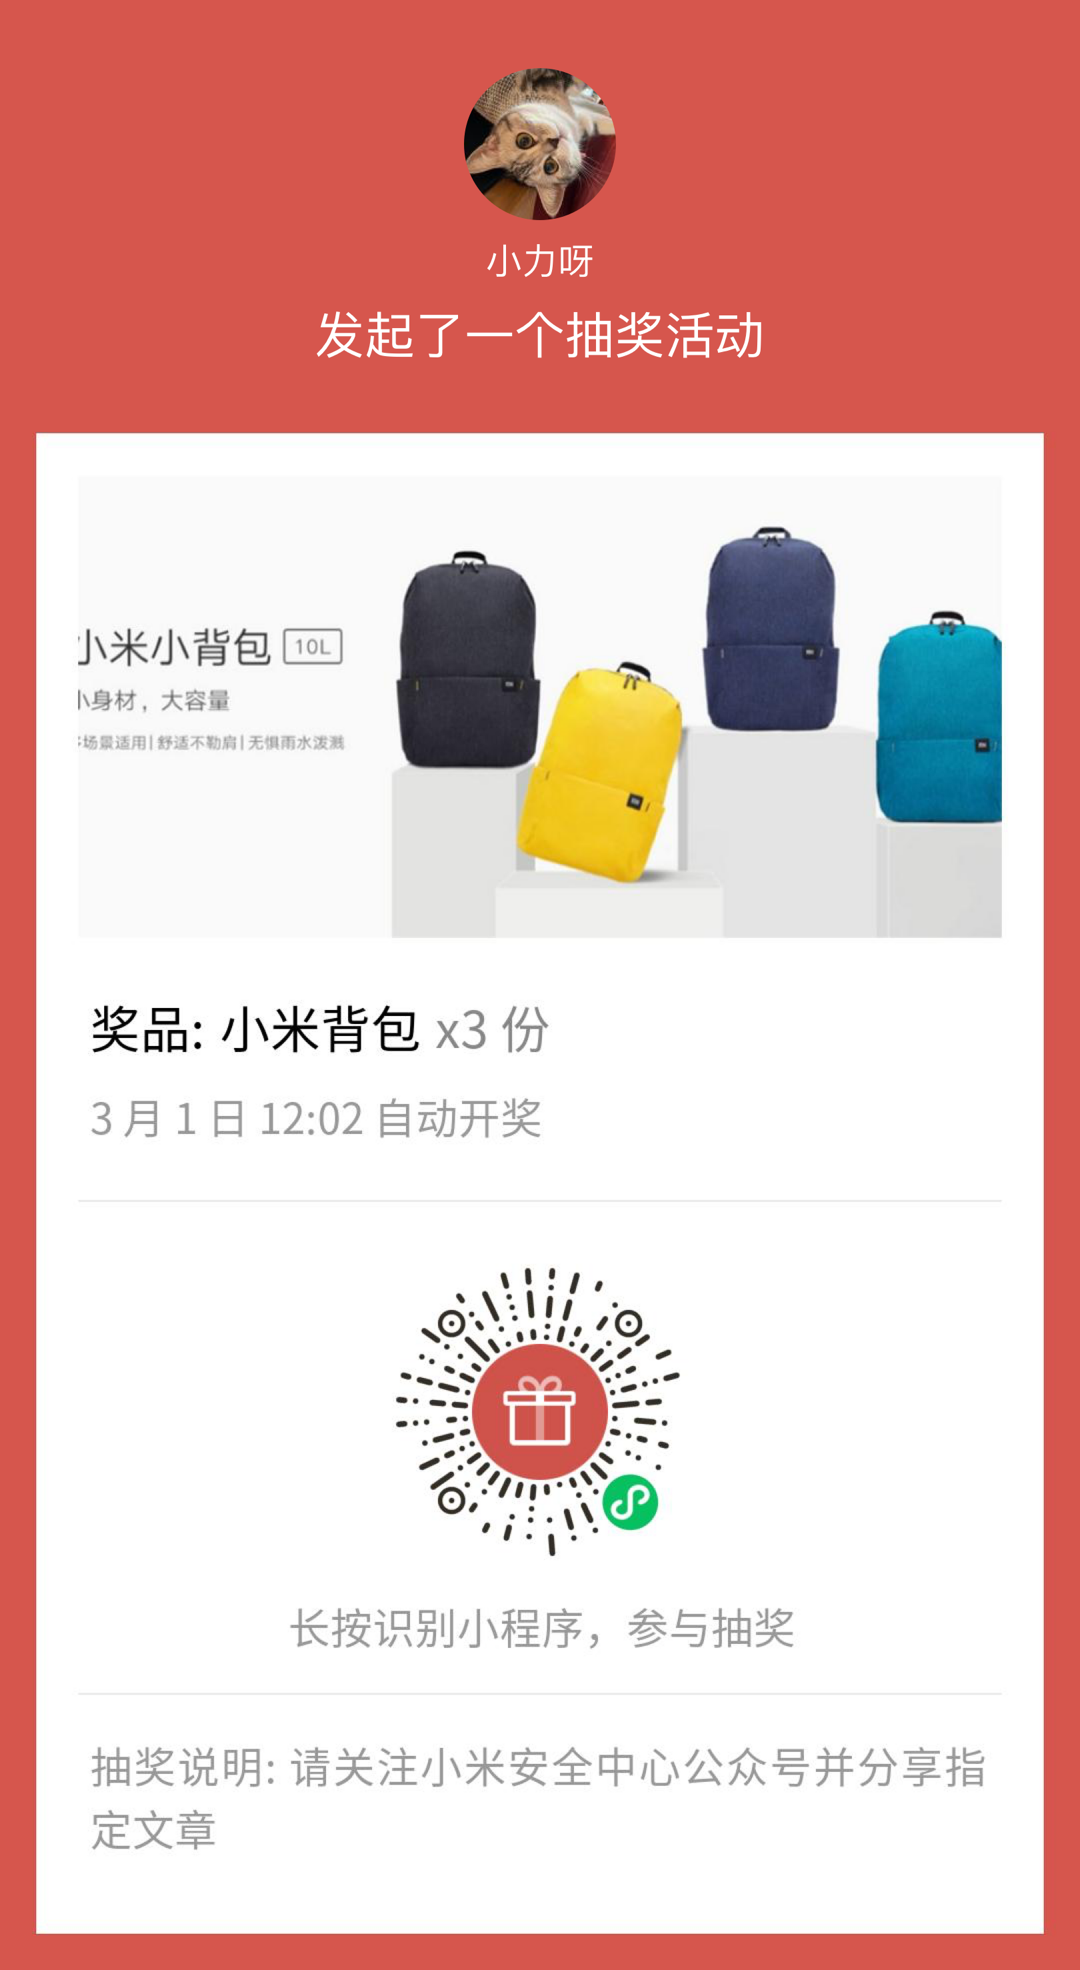 小力呀
发起了一个抽奖活动
小米小背包 10L
小身材，大容量
场景适用 | 舒适不勒肩 | 无惧雨水泼溅
奖品: 小米背包 x3 份
3 月 1 日 12:02 自动开奖
长按识别小程序，参与抽奖
抽奖说明: 请关注小米安全中心公众号并分享指
定文章